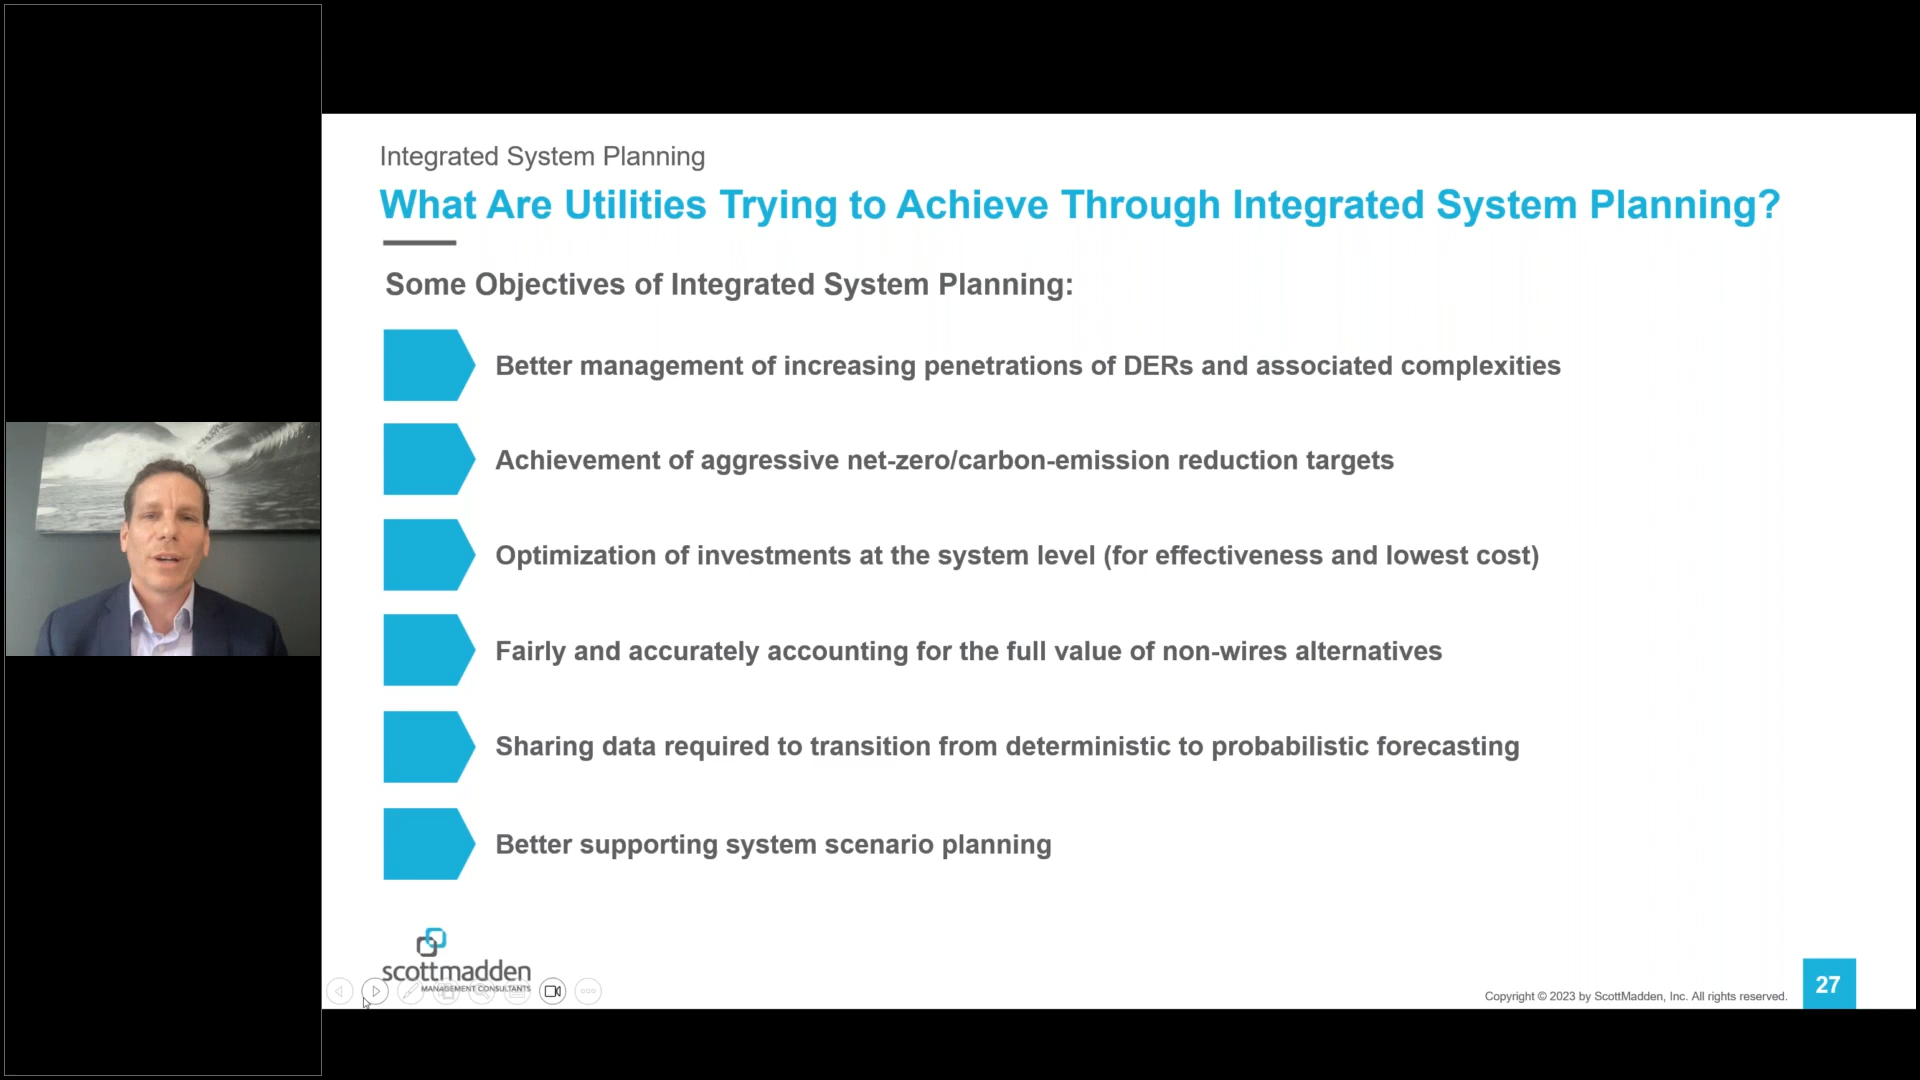 Integrated System Planning
What Are Utilities Trying to Achieve Through Integrated System Planning?
Some Objectives of Integrated System Planning:
Better management of increasing penetrations of DERs and associated complexities
Achievement of aggressive net-zero/carbon-emission reduction targets
Optimization of investments at the system level (for effectiveness and lowest cost)
Fairly and accurately accounting for the full value of non-wires alternatives
Sharing data required to transition from deterministic to probabilistic forecasting
Better supporting system scenario planning
scottmadden
MANAGEMENT CONSULTANTS
Copyright © 2023 by ScottMadden, Inc. All rights reserved.
27